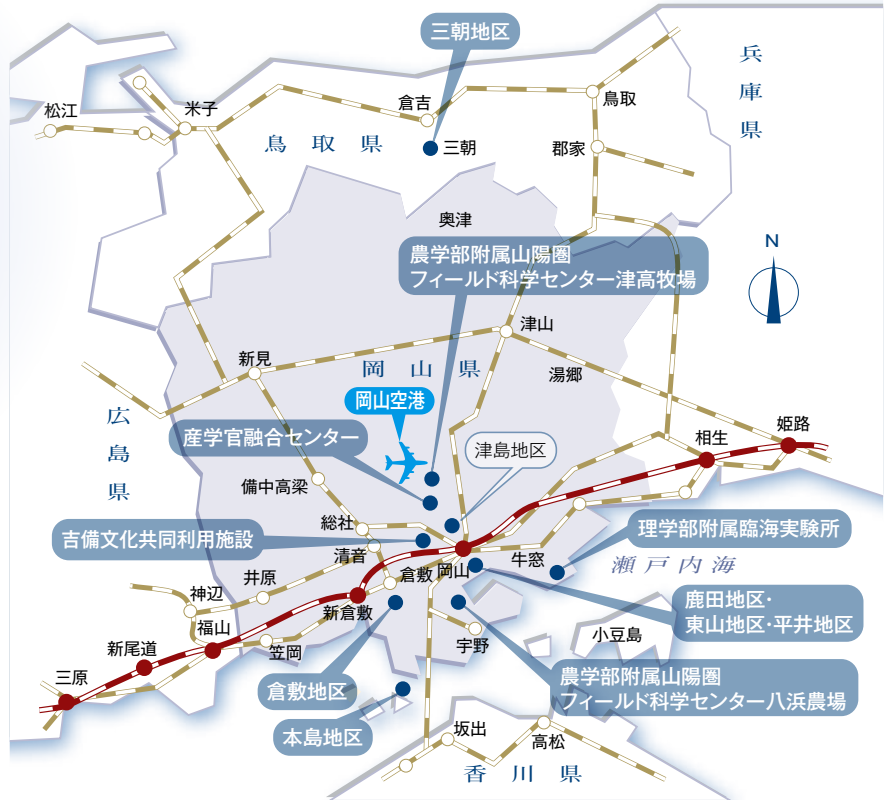 三朝地区
兵庫県
松江
米子
倉吉
鳥取
鳥取県
三朝
郡家
奥津
農学部附属山陽圏
フィールド科学センター津高牧場
N
津山
新見
岡山県
湯郷
岡山空港
広島県
産学官融合センター
津島地区
姫路
相生
備中高梁
総社
吉備文化共同利用施設
清音
理学部附属臨海実験所
牛窓
瀬戸内海
倉敷
岡山
井原
神辺
新倉敷
鹿田地区・
東山地区・平井地区
福山
小豆島
宇野
新尾道
笠岡
三原
倉敷地区
農学部附属山陽圏
フィールド科学センター八浜農場
本島地区
坂出
高松
香川県